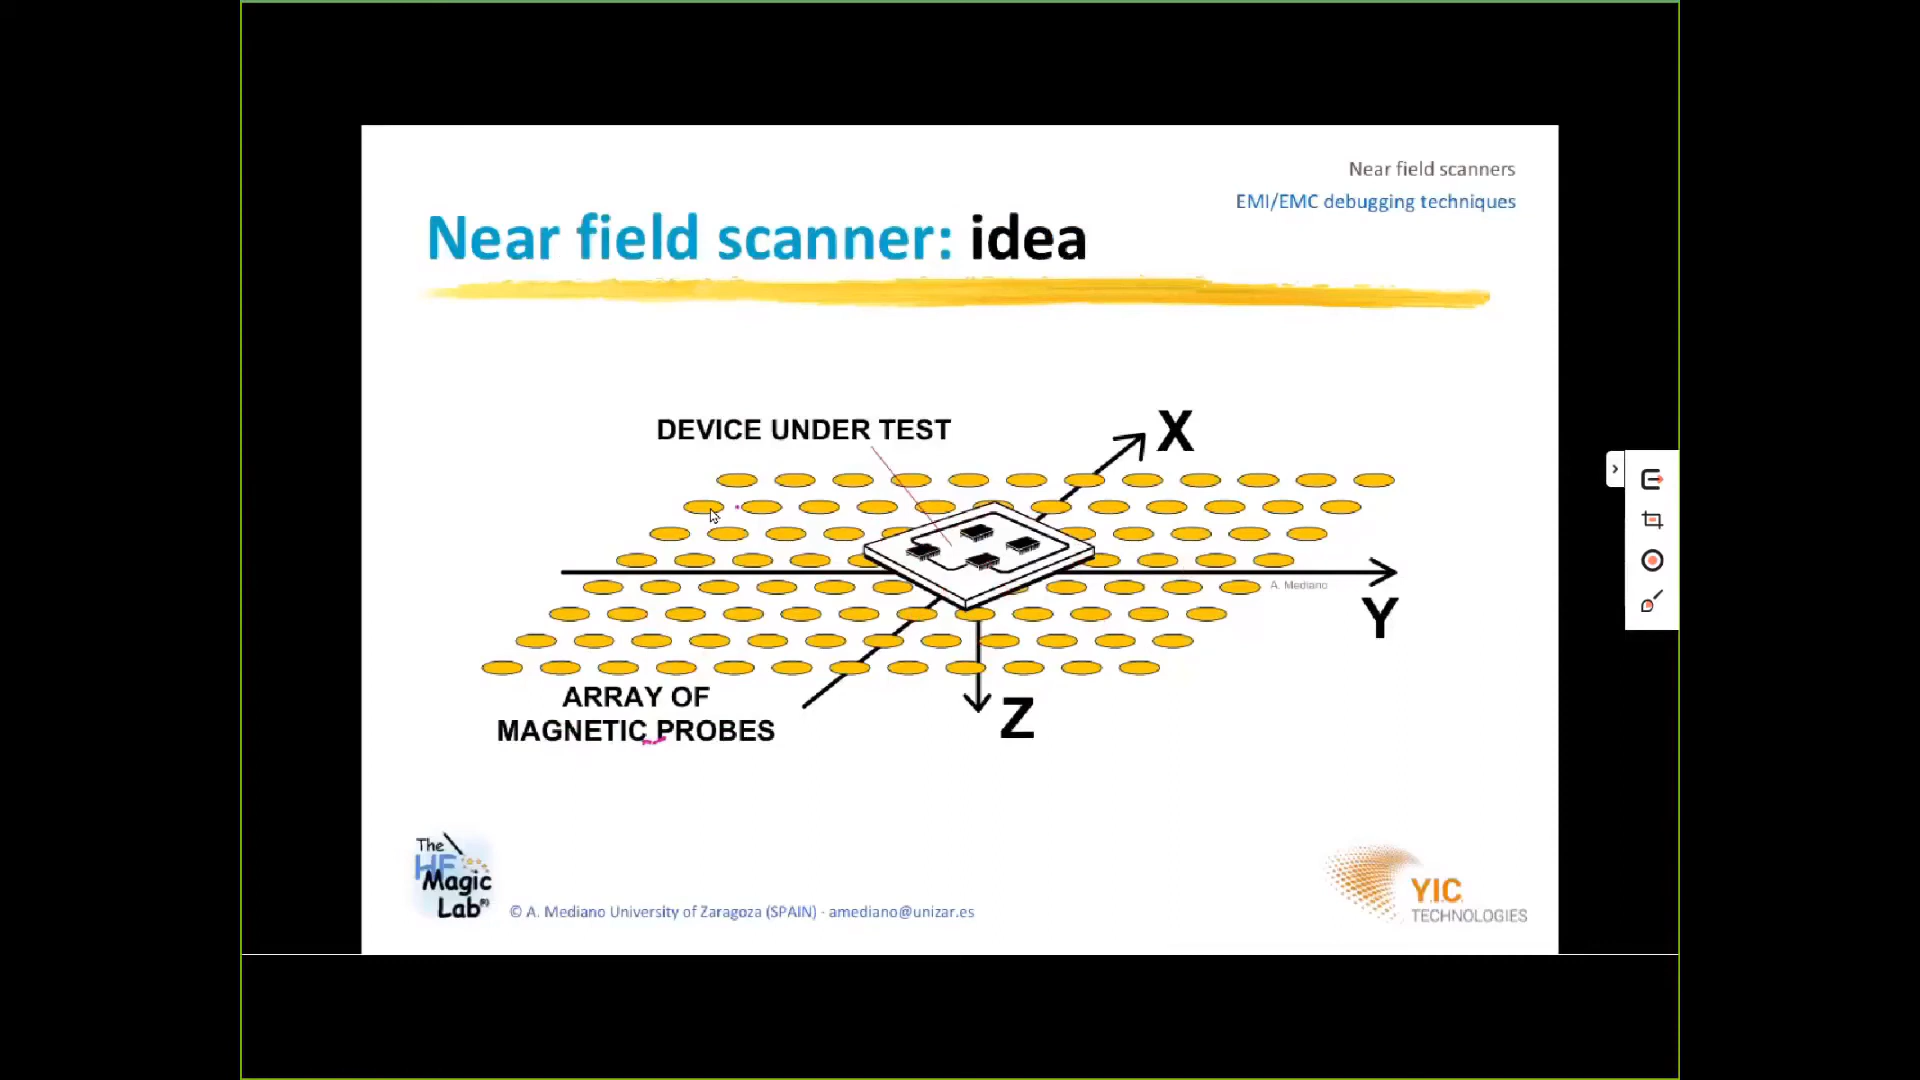 Near field scanners
EMI/EMC debugging techniques
Near field scanner: idea
DEVICE UNDER TEST
X
A. Mediano
Y
ARRAY OF
MAGNETIC PROBES
Z
The
HF
Magic
Lab®
© A. Mediano University of Zaragoza (SPAIN) · amediano@unizar.es
Y.I.C
TECHNOLOGIES